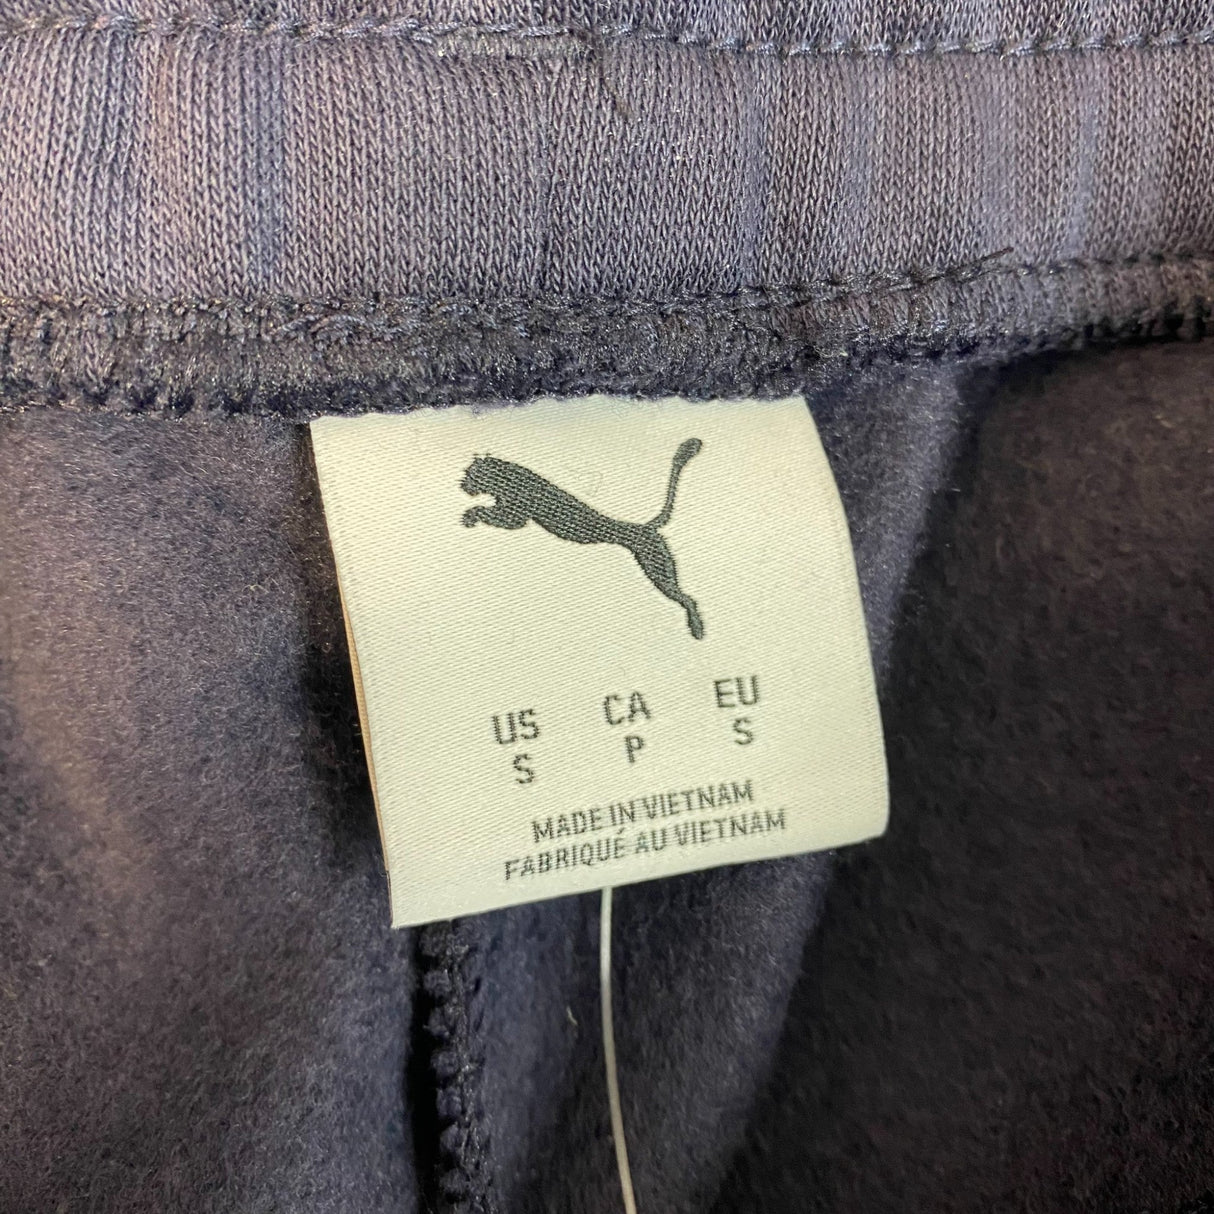 US CA EU
S P S
MADE IN VIETNAM
FABRIQUÉ AU VIETNAM